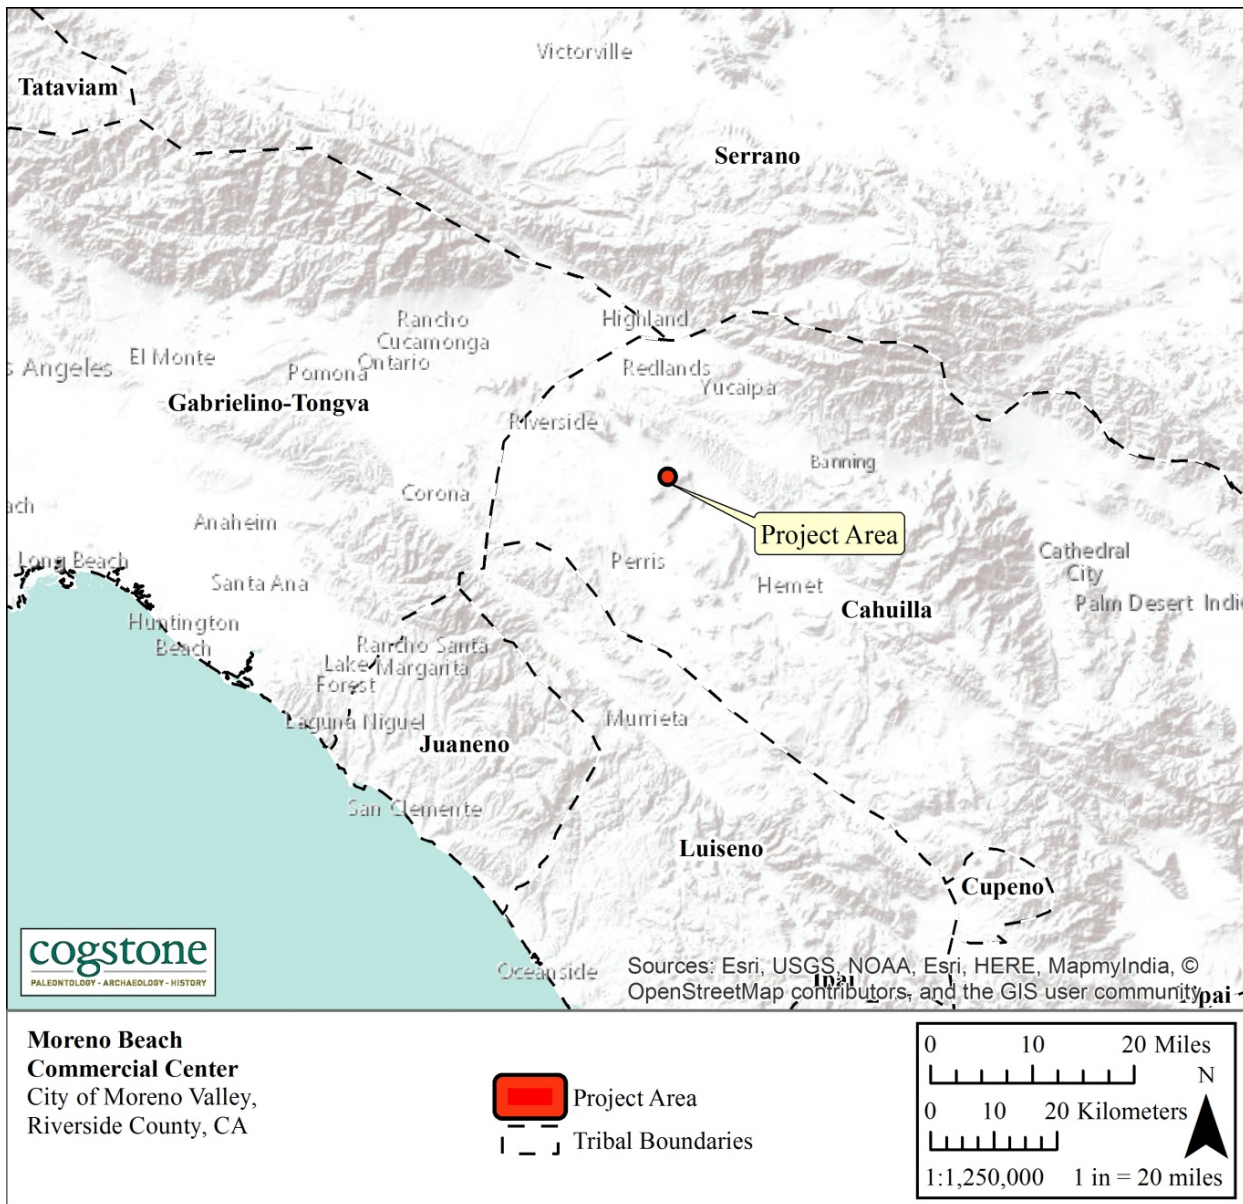 Victorville
Tataviam
Serrano
Highland
Rancho
Cucamonga
Ontario
El Monte
Pomona
s Angeles
Redlands
Yucaipa
Gabrielino-Tongva
Riverside
Banning
Corona
ach
Anaheim
Project Area
Long Beach
Perris
Cathedral
City
Santa Ana
Hemet
Palm Desert
Indio
Cahuilla
Huntington
Beach
Rancho Santa
Margarita
Lake
Forest
Laguna Niguel
Murrieta
Juaneno
San Clemente
Luiseno
Cupeno
cogstone
PALEONTOLOGY - ARCHAEOLOGY - HISTORY
Oceanside
Sources: Esri, USGS, NOAA, Esri, HERE, MapmyIndia, ©
OpenStreetMap contributors, and the GIS user community
Ipai
Moreno Beach
Commercial Center
City of Moreno Valley,
Riverside County, CA
Project Area
Tribal Boundaries
0 10 20 Miles
N
0 10 20 Kilometers
1:1,250,000 1 in = 20 miles